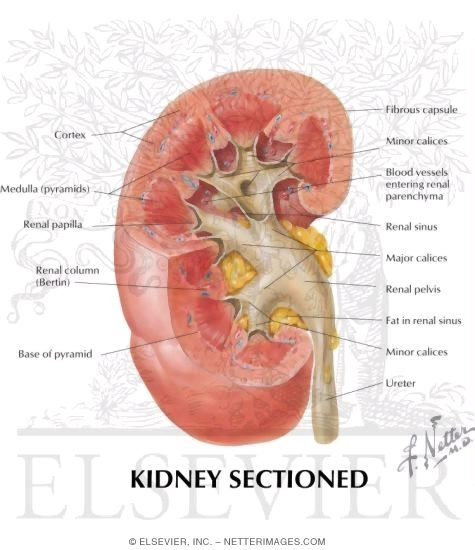 Cortex
Medulla (pyramids)
Renal papilla
Renal column
(Bertin)
Base of pyramid
Fibrous capsule
Minor calices
Blood vessels
entering renal
parenchyma
Renal sinus
Major calices
Renal pelvis
Fat in renal sinus
Minor calices
Ureter
F. Netter
M.D.
ELSEVIER
KIDNEY SECTIONED
© ELSEVIER, INC. – NETTERIMAGES.COM